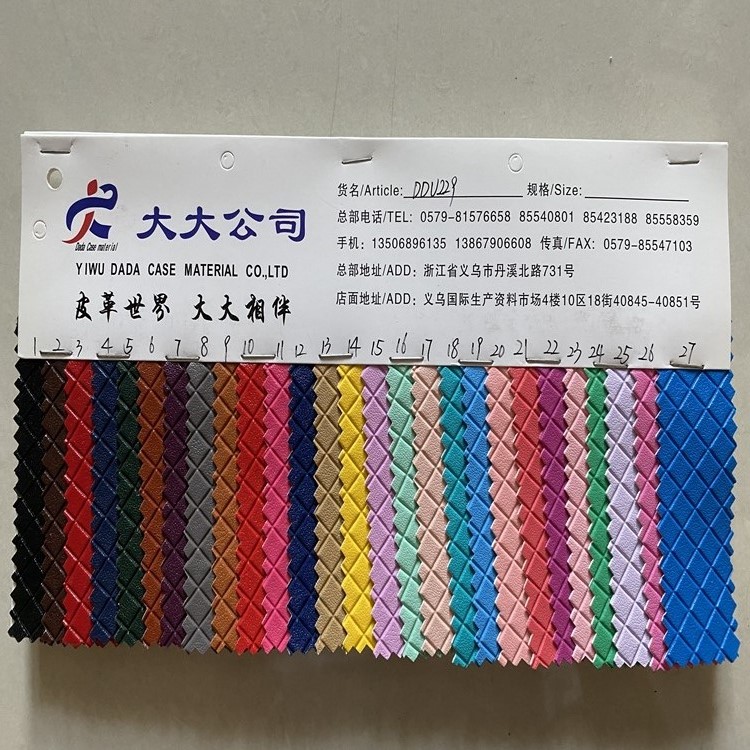 大大公司
Dada Case material
YIWU DADA CASE MATERIAL CO.,LTD
皮革世界 大大相伴
货名/Article: DDU229 规格/Size:
总部电话/TEL: 0579-81576658 85540801 85423188 85558359
手机: 13506896135 13867906608 传真/FAX: 0579-85547103
总部地址/ADD: 浙江省义乌市丹溪北路731号
店面地址/ADD: 义乌国际生产资料市场4楼10区18街40845-40851号
1 2 3 4 5 6 7 8 9 10 11 12 13 14 15 16 17 18 19 20 21 22 23 24 25 26 27